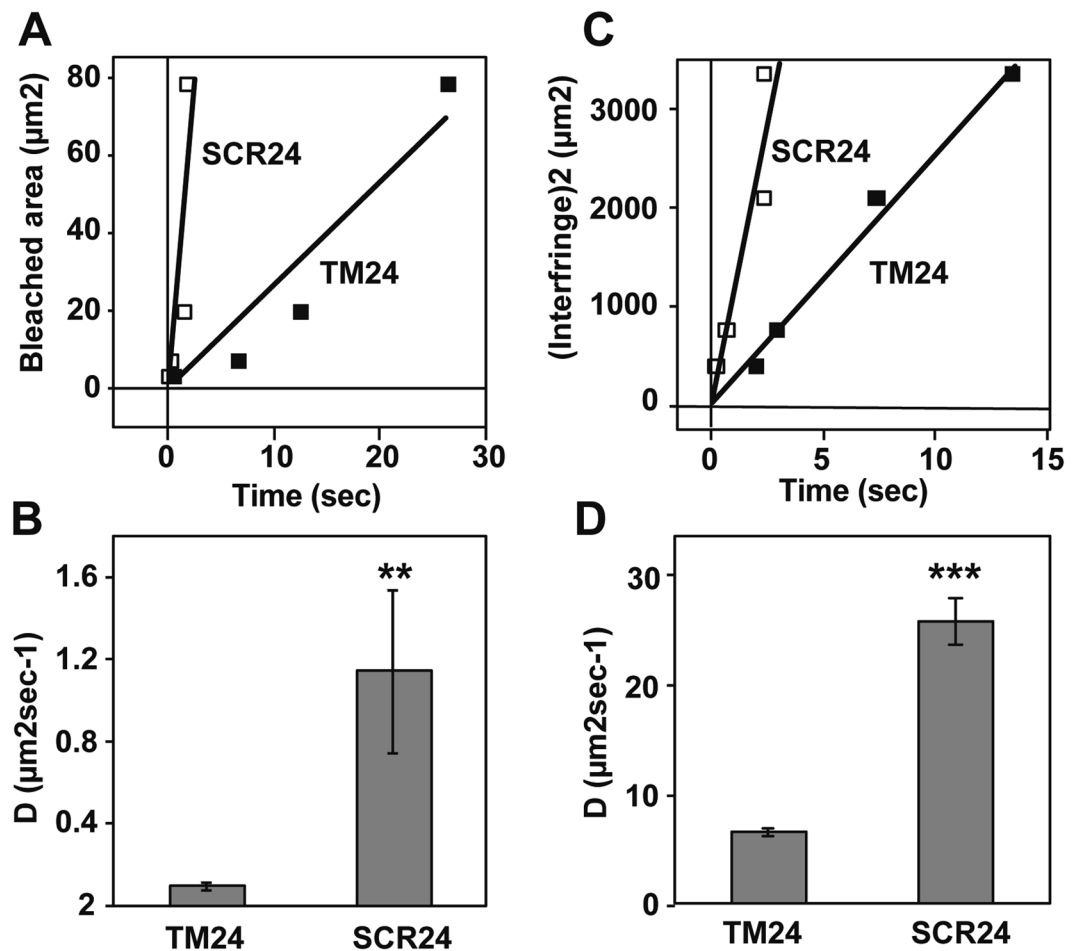 A
Bleached area (µm2)
80
60
40
20
0
SCR24
TM24
0 10 20 30
Time (sec)
C
(Interfringe)2 (µm2)
3000
2000
1000
0
SCR24
TM24
0 5 10 15
Time (sec)
B
D (µm2sec-1)
1.6
1.2
0.8
0.4
2
**
TM24 SCR24
D
D (µm2sec-1)
30
20
10
0
***
TM24 SCR24